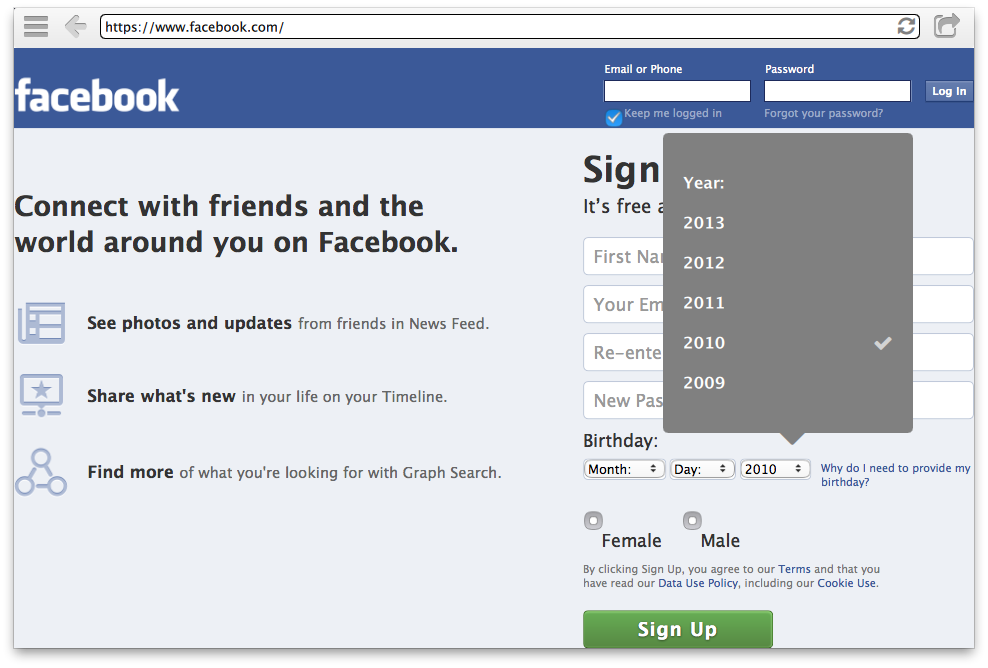 https://www.facebook.com/
facebook
Email or Phone
Password
Log In
Keep me logged in
Forgot your password?
Connect with friends and the
world around you on Facebook.
See photos and updates from friends in News Feed.
Share what's new in your life on your Timeline.
Find more of what you're looking for with Graph Search.
Sign
It's free
First
Your
New
Year:
2013
2012
2011
2010
2009
Birthday:
Month:
Day:
2010
Why do I need to provide my
birthday?
Female
Male
By clicking Sign Up, you agree to our Terms and that you
have read our Data Use Policy, including our Cookie Use.
Sign Up